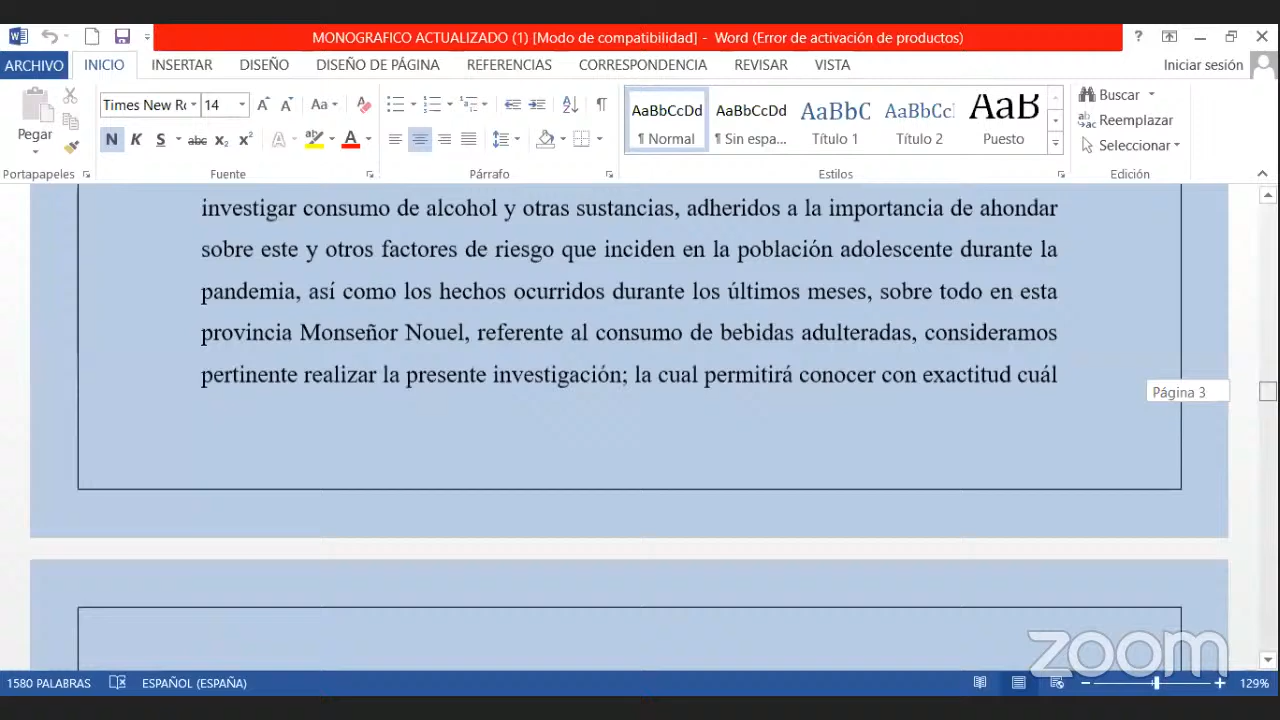 MONOGRAFICO ACTUALIZADO (1) [Modo de compatibilidad] - Word (Error de activación de productos)
ARCHIVO INICIO INSERTAR DISEÑO DISEÑO DE PÁGINA REFERENCIAS CORRESPONDENCIA REVISAR VISTA Iniciar sesión
Pegar
Portapapeles
Times New Ro 14
Aa
N K S abc x₂ x² A A
Fuente
Párrafo
AaBbCcDd AaBbCcDd AaBbC AaBbCcI AaB
¶ Normal ¶ Sin espa... Título 1 Título 2 Puesto
Estilos
Buscar
Reemplazar
Seleccionar
Edición
investigar consumo de alcohol y otras sustancias, adheridos a la importancia de ahondar
sobre este y otros factores de riesgo que inciden en la población adolescente durante la
pandemia, así como los hechos ocurridos durante los últimos meses, sobre todo en esta
provincia Monseñor Nouel, referente al consumo de bebidas adulteradas, consideramos
pertinente realizar la presente investigación; la cual permitirá conocer con exactitud cuál
Página 3
zoom
1580 PALABRAS ESPAÑOL (ESPAÑA) 129%